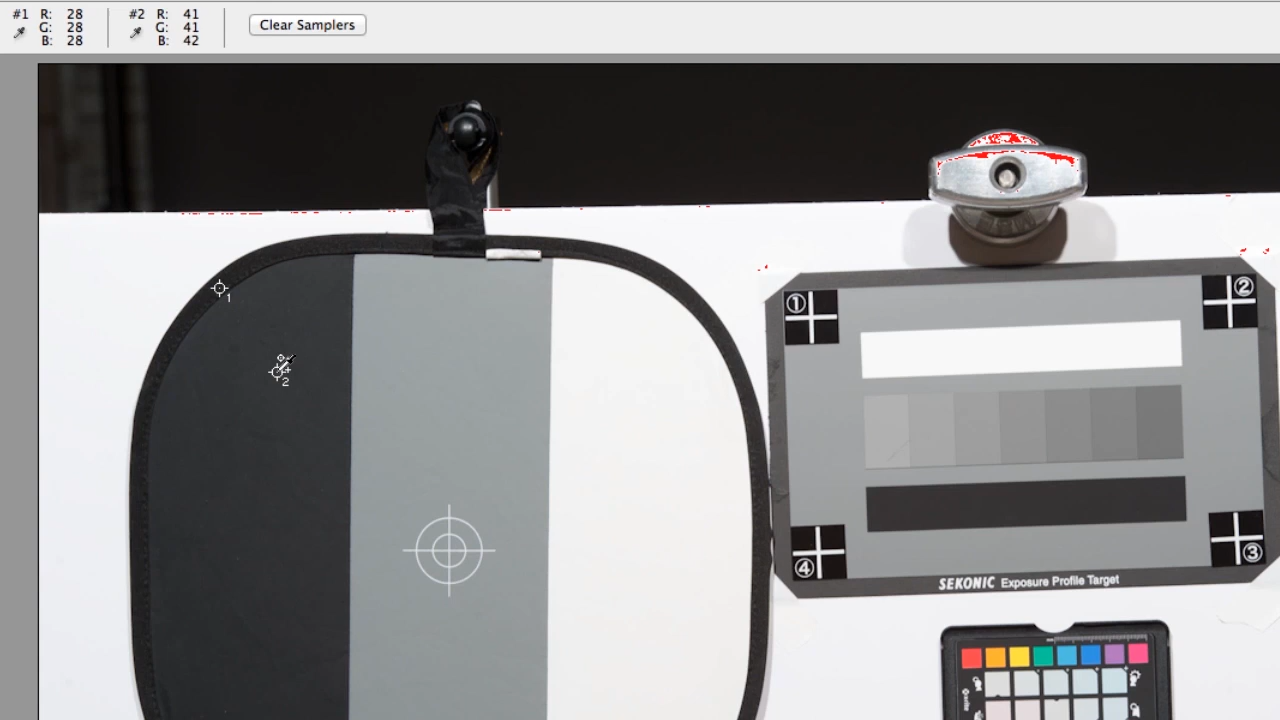 #1 R: 28 #2 R: 41
G: 28 G: 41
B: 28 B: 42
Clear Samplers
1
2
① ②
④ ③
SEKONIC Exposure Profile Target